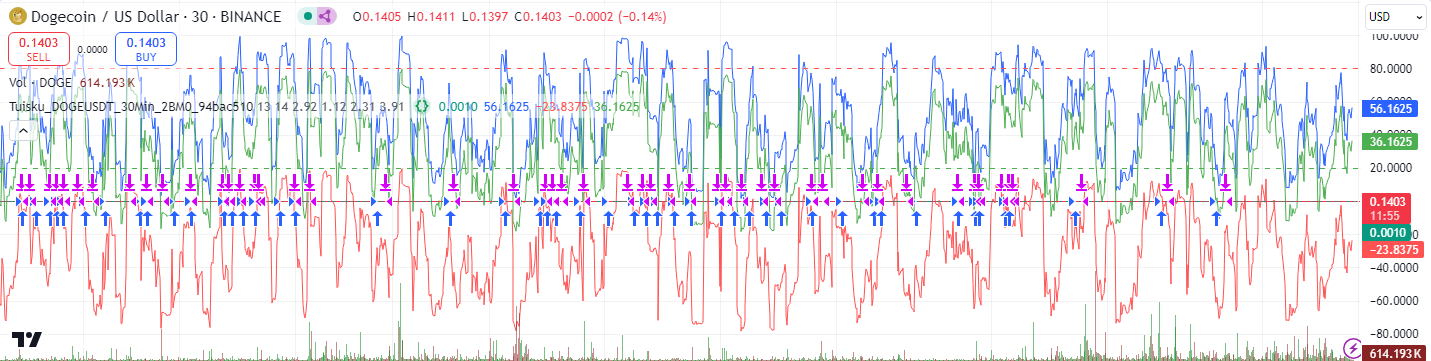 Dogecoin / US Dollar · 30 · BINANCE O0.1405 H0.1411 L0.1397 C0.1403 −0.0002 (−0.14%)
USD
0.1403
SELL
0.0000
0.1403
BUY
Vol · DOGE 614.193 K
Tuisku_DOGEUSDT_30Min_2BM0_94bac510 13 14 2.92 1.12 2.31 3.91 0.0010 56.1625 −23.8375 36.1625
100.0000
80.0000
56.1625
40.0000
36.1625
20.0000
0.1403
11:55
0.0010
−23.8375
−40.0000
−60.0000
−80.0000
614.193 K